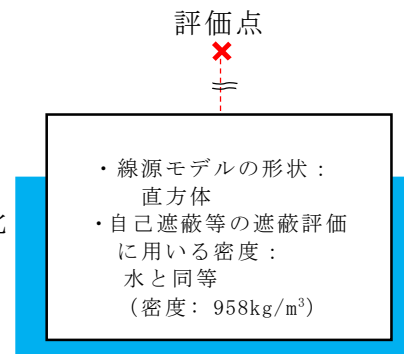 評価点
・線源モデルの形状：
直方体
・自己遮蔽等の遮蔽評価
に用いる密度：
水と同等
（密度: 958kg/m³）